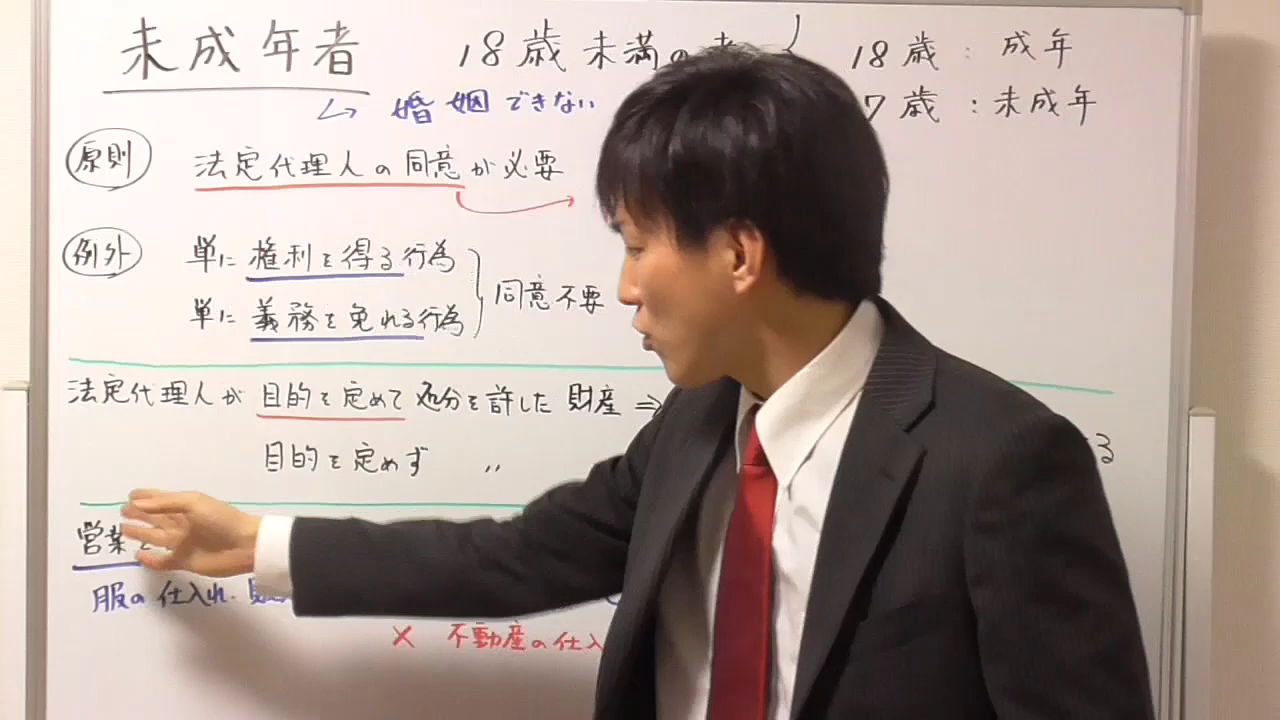 未成年者 18歳未満の者 18歳：成年
↳ 婚姻できない 7歳：未成年
原則 法定代理人の同意が必要
例外 単に権利を得る行為
単に義務を免れる行為
同意不要
法定代理人が目的を定めて処分を許した財産 ⇒
目的を定めず 〃 る
営業
服の仕入れ・
× 不動産の仕入